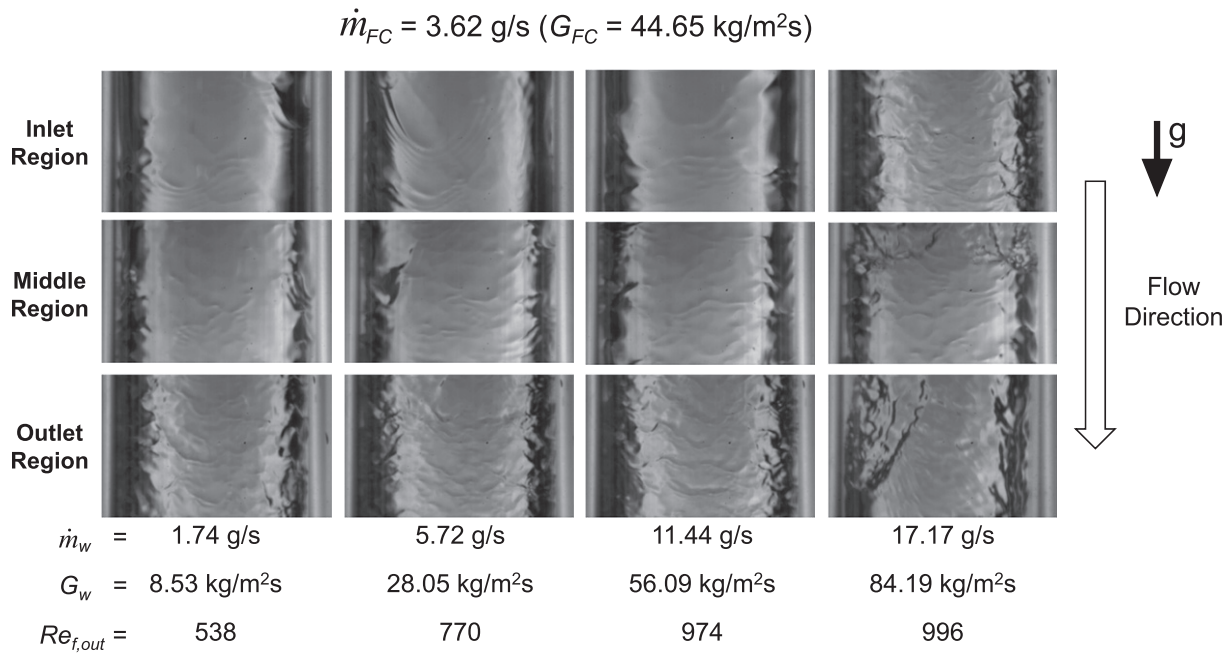 ṁFC = 3.62 g/s (GFC = 44.65 kg/m²s)
Inlet
Region
g
Middle
Region
Flow
Direction
Outlet
Region
ṁw = 1.74 g/s 5.72 g/s 11.44 g/s 17.17 g/s
Gw = 8.53 kg/m²s 28.05 kg/m²s 56.09 kg/m²s 84.19 kg/m²s
Ref,out = 538 770 974 996